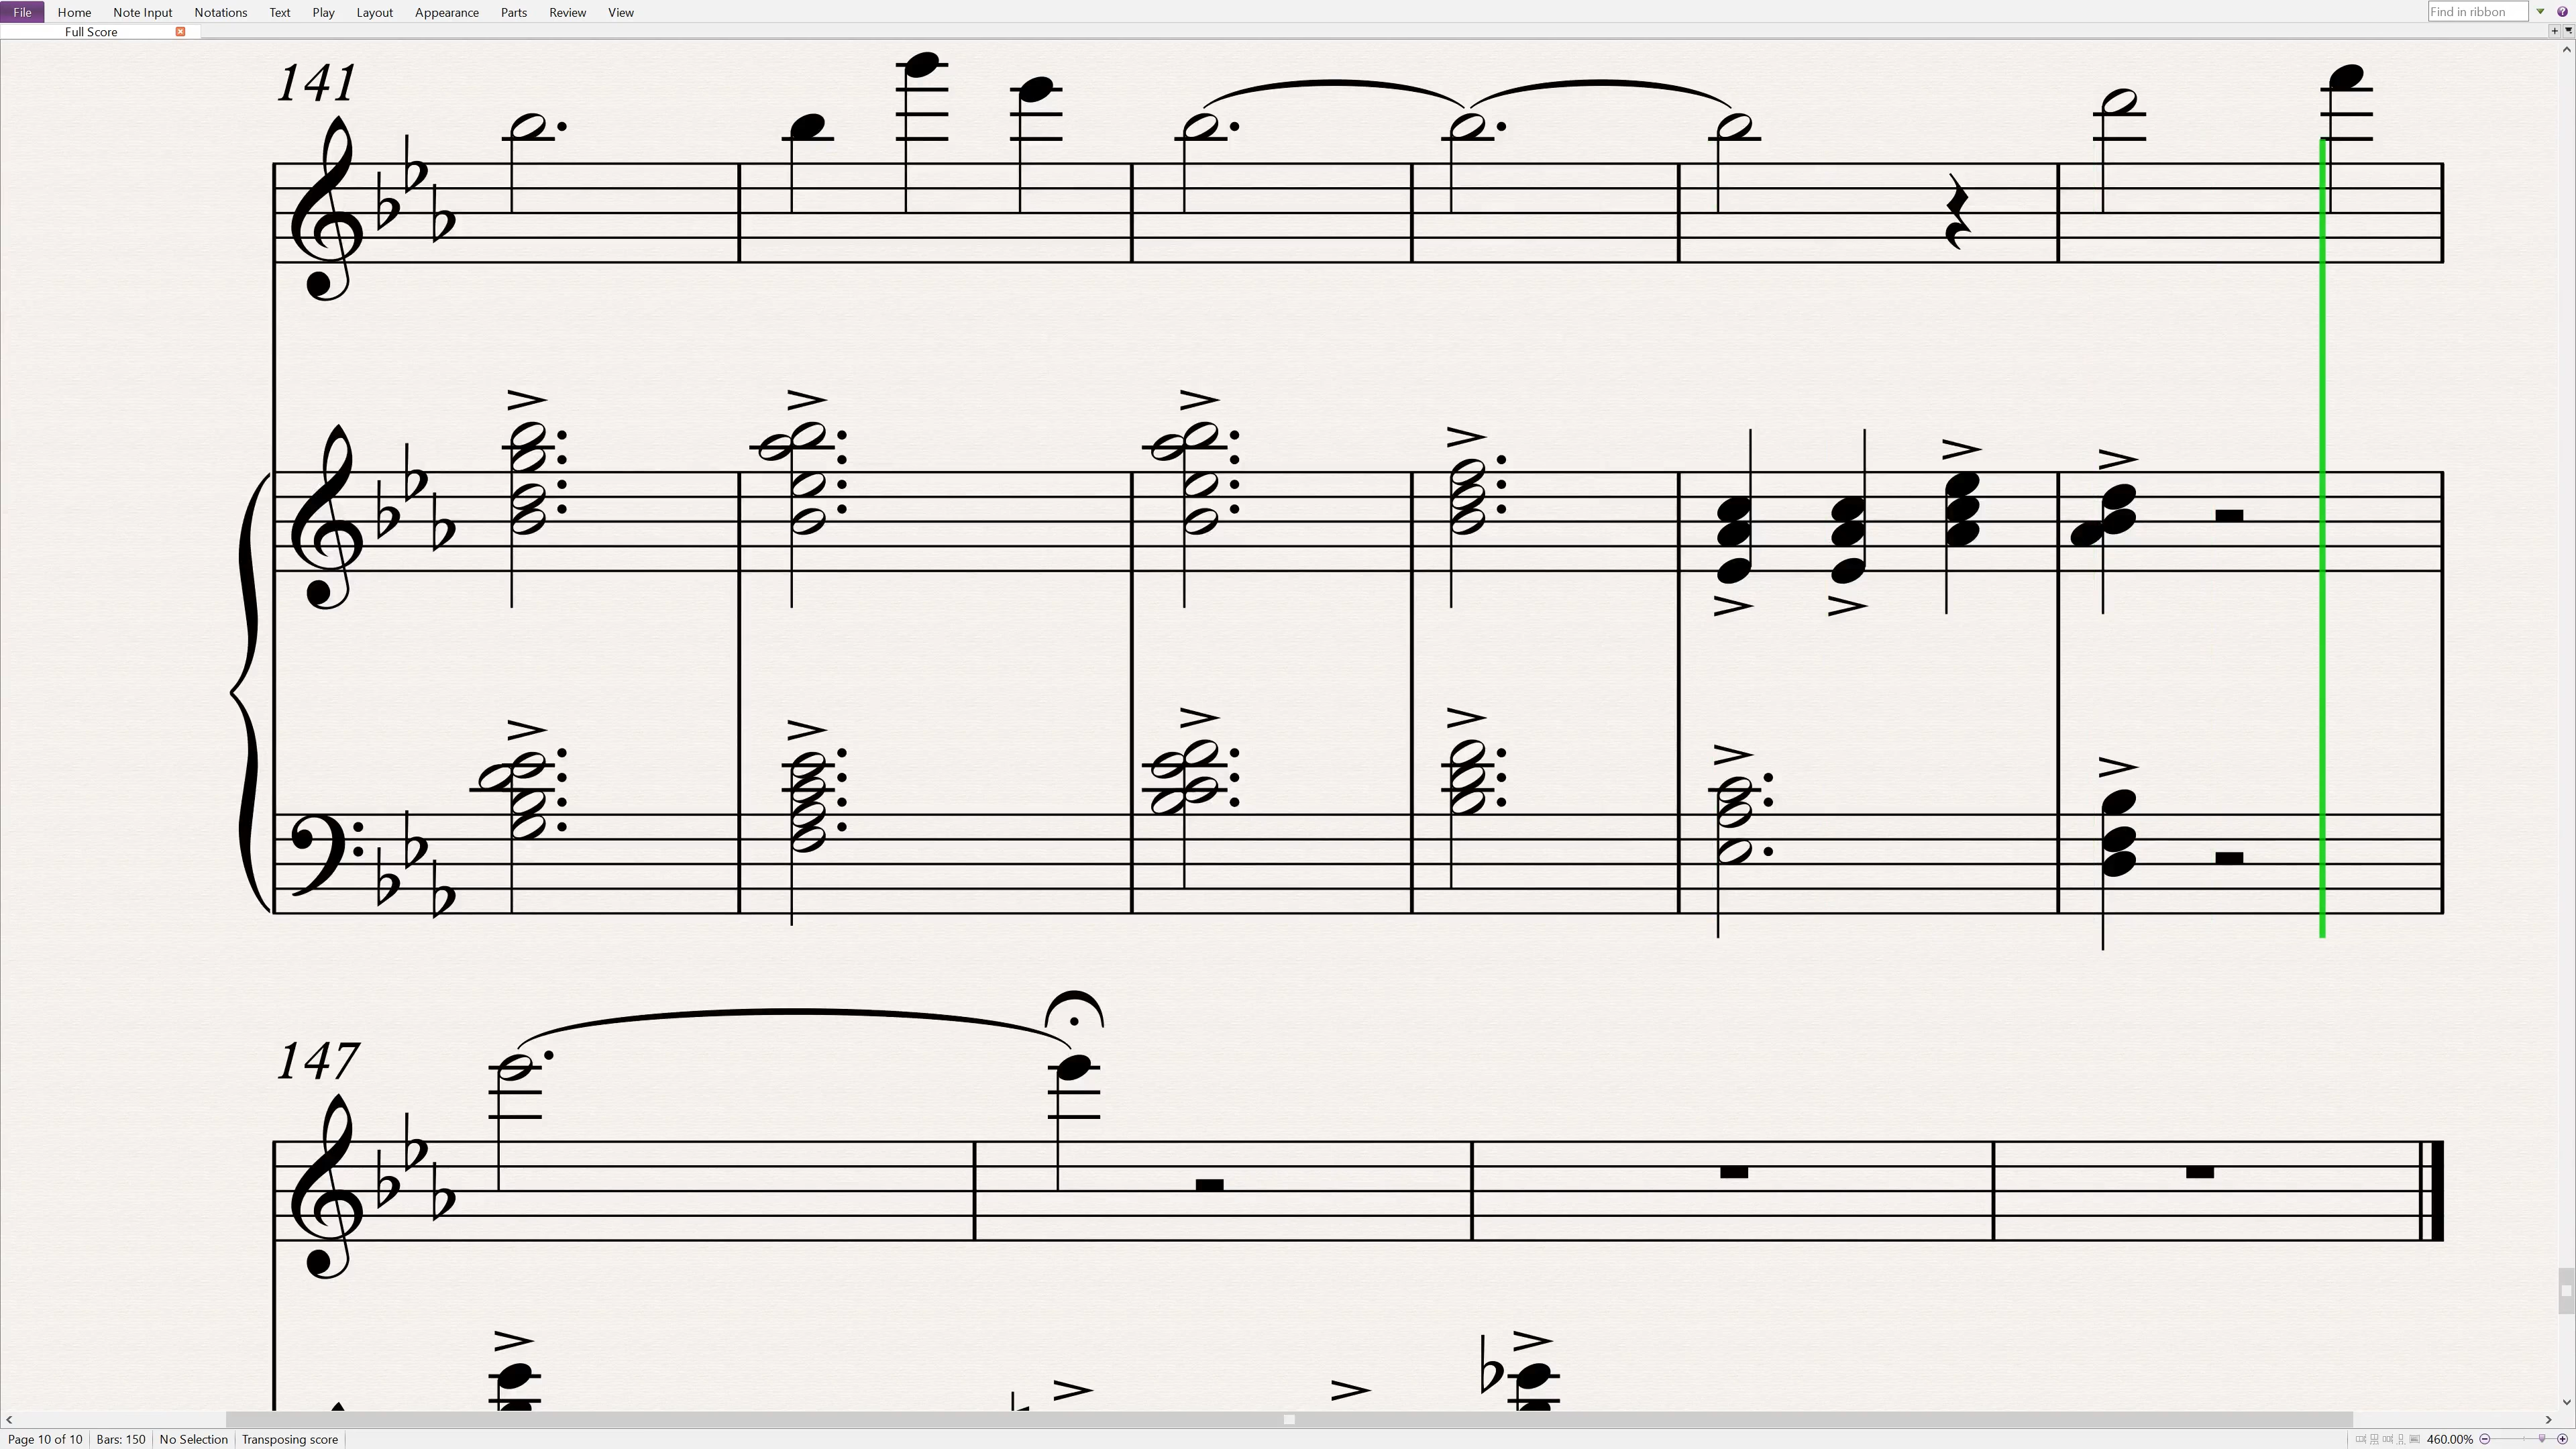 File Home Note Input Notations Text Play Layout Appearance Parts Review View Find in ribbon
Full Score
141
147
Page 10 of 10 Bars: 150 No Selection Transposing score 460.00%